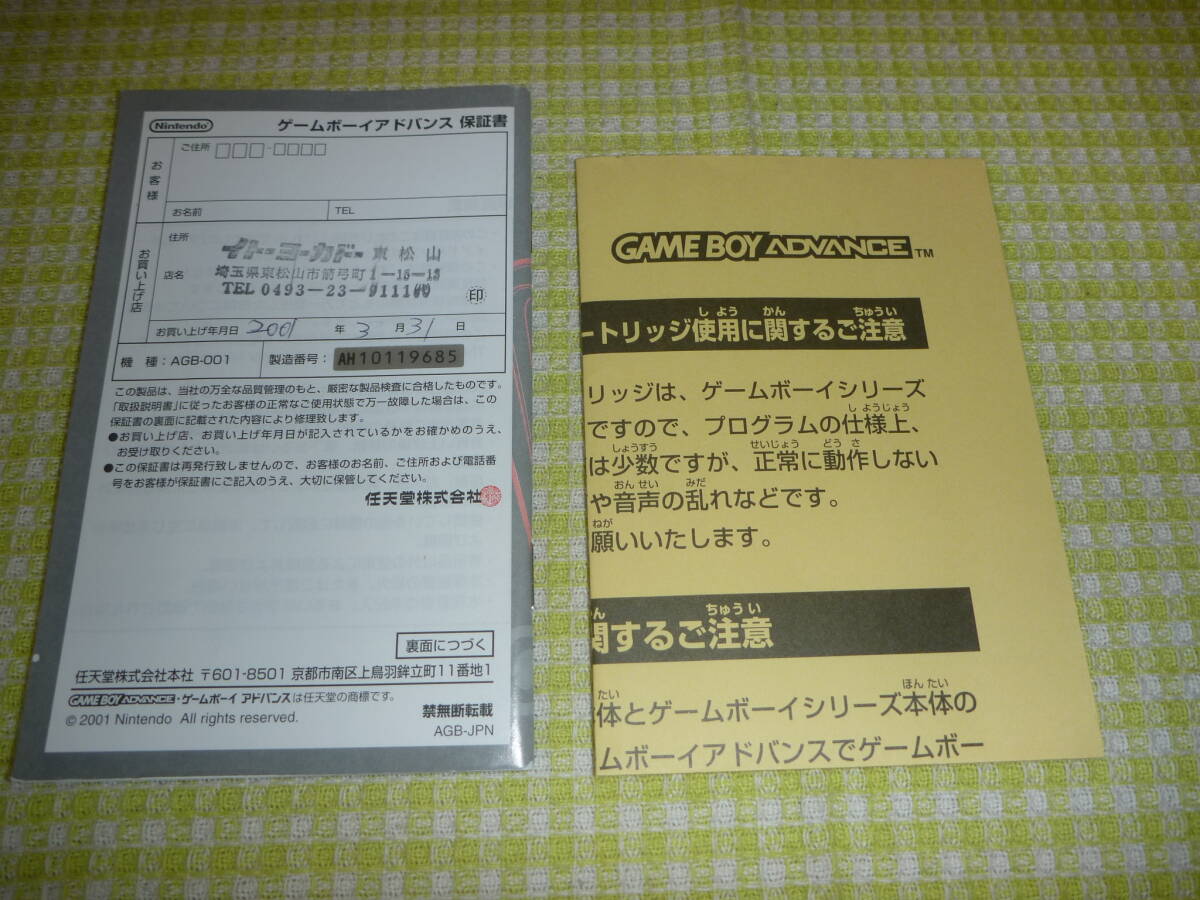 Nintendo
ゲームボーイアドバンス 保証書
お客様
ご住所 □□□-□□□□
お名前
TEL
お買い上げ店
住所
イトーヨーカドー 東松山
店名
埼玉県東松山市箭弓町1-16-13
TEL 0493-23-911100
印
お買い上げ年月日 2001 年 3 月 31 日
機 種：AGB-001
製造番号：AH10119685
この製品は、当社の万全な品質管理のもと、厳密な製品検査に合格したものです。
「取扱説明書」に従ったお客様の正常なご使用状態で万一故障した場合は、この
保証書の裏面に記載された内容により修理致します。
●お買い上げ店、お買い上げ年月日が記入されているかをお確かめのうえ、
お受け取りください。
●この保証書は再発行致しませんので、お客様のお名前、ご住所および電話番
号をお客様が保証書にご記入のうえ、大切に保管してください。
任天堂株式会社
裏面につづく
任天堂株式会社本社 〒601-8501 京都市南区上鳥羽鉾立町11番地1
GAME BOY ADVANCE・ゲームボーイ アドバンスは任天堂の商標です。
© 2001 Nintendo All rights reserved.
禁無断転載
AGB-JPN
GAME BOY ADVANCE™
しよう かん ちゅうい
ートリッジ使用に関するご注意
リッジは、ゲームボーイシリーズ
しようじょう
ですので、プログラムの仕様上、
しょうすう せいじょう どうさ
は少数ですが、正常に動作しない
おんせい みだ
や音声の乱れなどです。
ねが
願いいたします。
ん ちゅうい
関するご注意
たい ほんたい
体とゲームボーイシリーズ本体の
ムボーイアドバンスでゲームボー